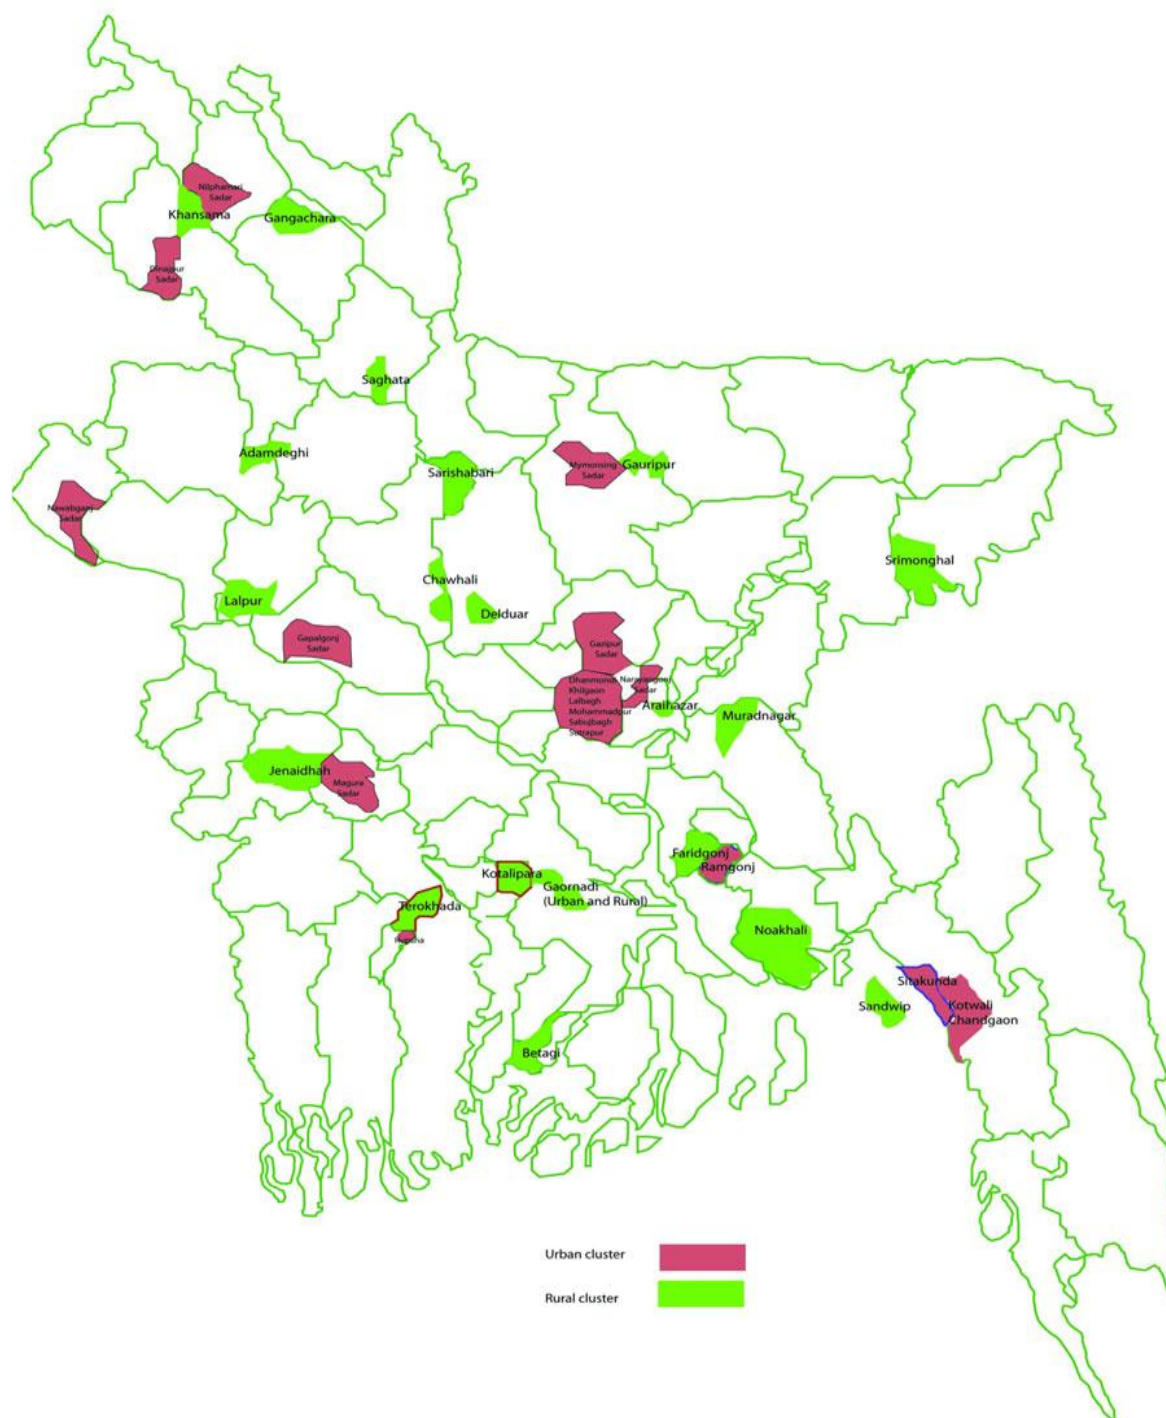 Nilphamari
Sadar
Khansama
Gangachara
Dinajpur
Sadar
Saghata
Adamdeghi
Sarishabari
Mymonsing
Sadar
Gauripur
Nawabganj
Sadar
Srimonghal
Chawhali
Lalpur
Delduar
Gapalgonj
Sadar
Gazipur
Sadar
Dhanmondi
Khilgaon
Lalbagh
Mohammadpur
Sabujbagh
Sutrapur
Narayangonj
Sadar
Araihazar
Muradnagar
Jenaidhah
Magura
Sadar
Faridgonj
Ramgonj
Kotalipara
Gaornadi
(Urban and Rural)
Terokhada
Noakhali
Sitakunda
Sandwip
Kotwali
Chandgaon
Betagi
Urban cluster
Rural cluster